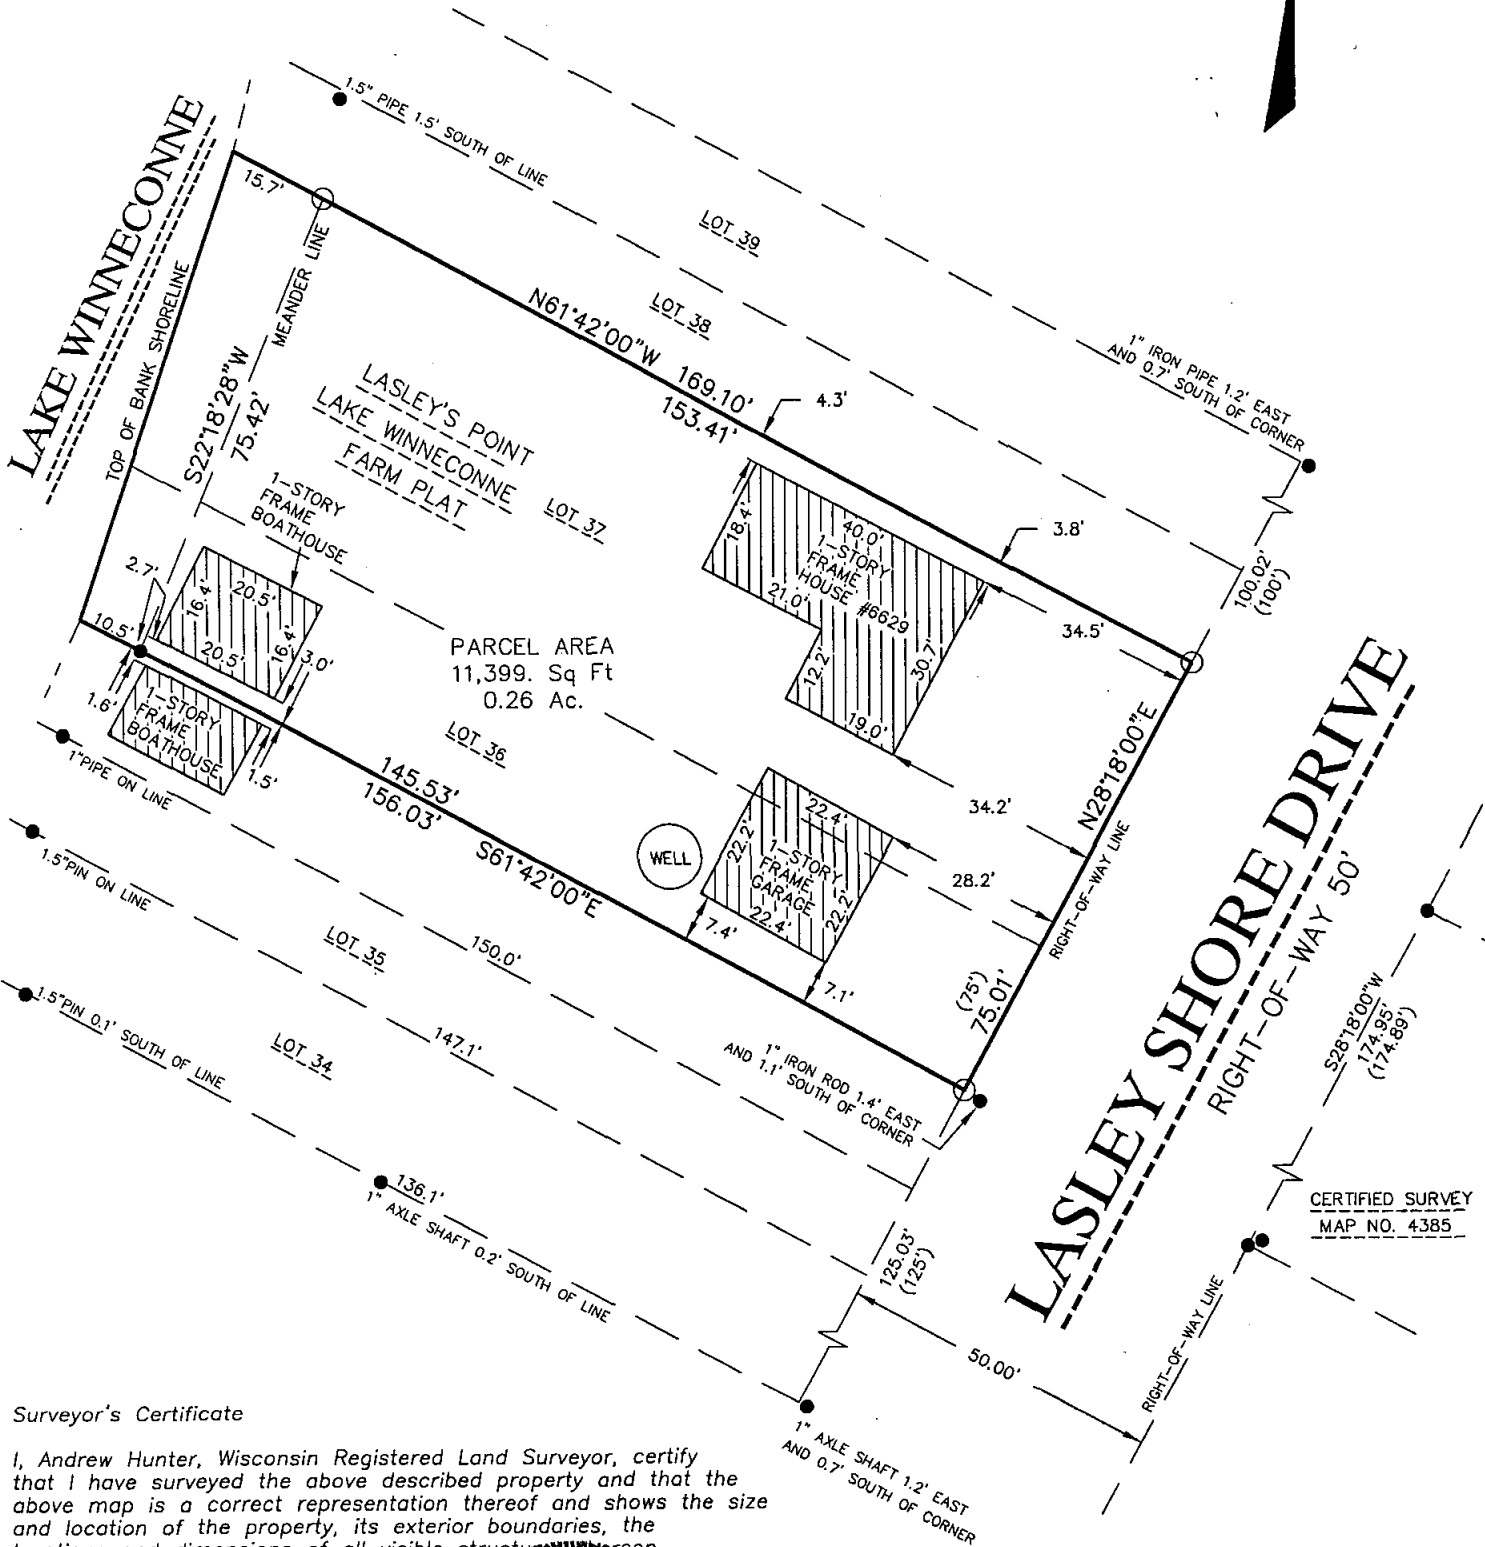 1.5" PIPE 1.5' SOUTH OF LINE
LAKE WINNECONNE
15.7'
MEANDER LINE
TOP OF BANK SHORELINE
LOT 39
LOT 38
N61°42'00"W 169.10'
153.41'
4.3'
1" IRON PIPE 1.2' EAST
AND 0.7' SOUTH OF CORNER
S22°18'28"W
75.42'
LASLEY'S POINT
LAKE WINNECONNE
FARM PLAT
LOT 37
1-STORY
FRAME
BOATHOUSE
2.7'
20.5'
16.4'
16.4'
20.5'
10.5'
3.0'
18.4'
40.0'
1-STORY
FRAME
HOUSE #6629
21.0'
12.2'
30.7'
19.0'
3.8'
34.5'
100.02'
(100')
PARCEL AREA
11,399. Sq Ft
0.26 Ac.
1.6'
1-STORY
FRAME
BOATHOUSE
1.5'
1"PIPE ON LINE
LOT 36
145.53'
156.03'
S61°42'00"E
WELL
22.4'
22.2'
1-STORY
FRAME
GARAGE
22.2'
22.4'
7.4'
7.1'
34.2'
28.2'
N28°18'00"E
RIGHT-OF-WAY LINE
(75')
75.01'
LASLEY SHORE DRIVE
RIGHT-OF-WAY 50'
1.5"PIN ON LINE
LOT 35
150.0'
1.5"PIN 0.1' SOUTH OF LINE
LOT 34
147.1'
1" IRON ROD 1.4' EAST
AND 1.1' SOUTH OF CORNER
S28°18'00"W
174.95'
(174.89')
136.1'
1" AXLE SHAFT 0.2' SOUTH OF LINE
125.03'
(125')
CERTIFIED SURVEY
MAP NO. 4385
50.00'
RIGHT-OF-WAY LINE
1" AXLE SHAFT 1.2' EAST
AND 0.7' SOUTH OF CORNER
Surveyor's Certificate
I, Andrew Hunter, Wisconsin Registered Land Surveyor, certify
that I have surveyed the above described property and that the
above map is a correct representation thereof and shows the size
and location of the property, its exterior boundaries, the